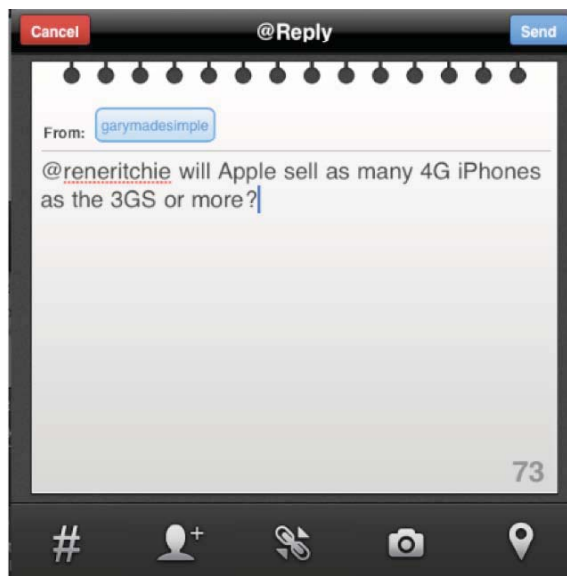 Cancel @Reply Send
From: garymadesimple
@reneritchie will Apple sell as many 4G iPhones
as the 3GS or more?
73
#